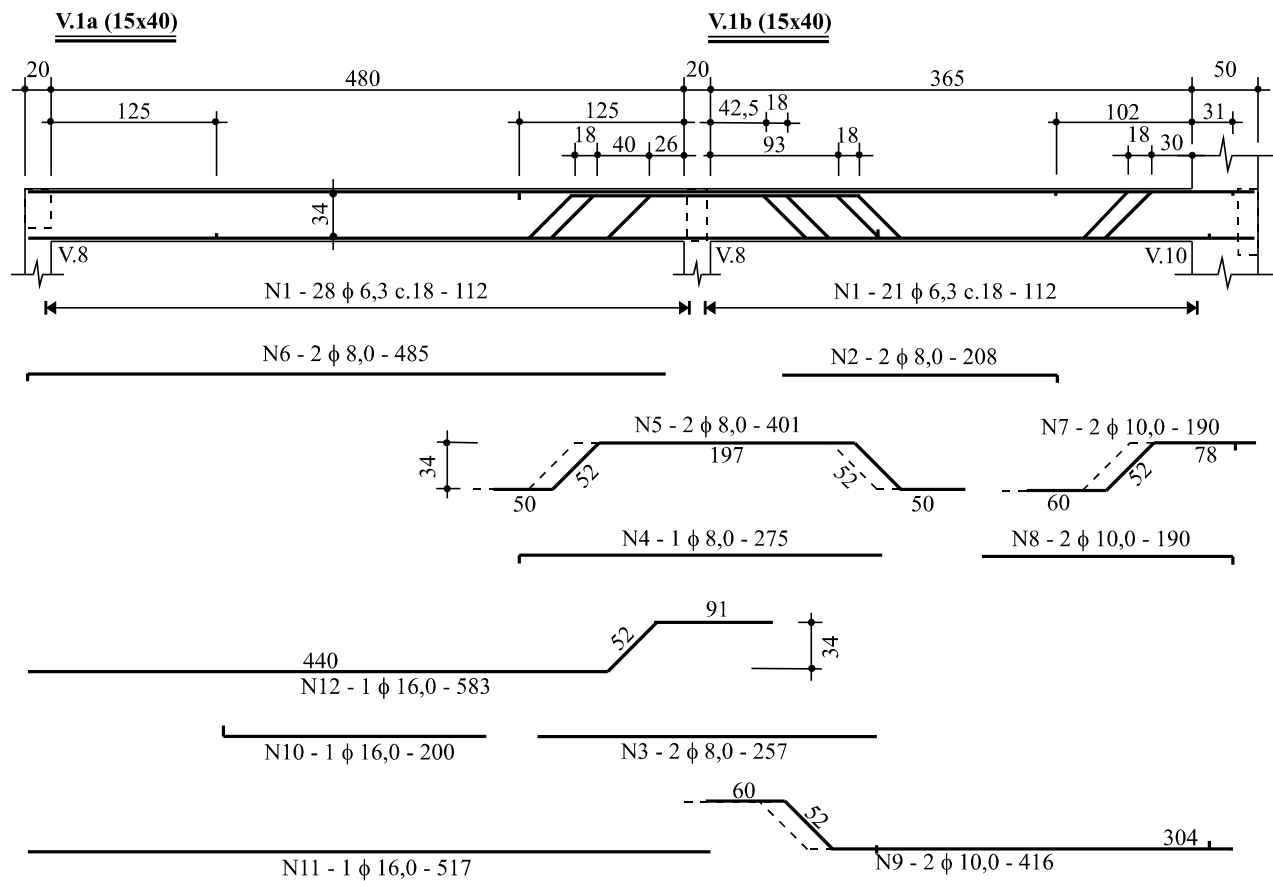 V.1a (15x40) V.1b (15x40)
20 480 20 365 50
125 125 42,5 18 102 31
18 40 26 93 18 18 30
34
V.8 V.8 V.10
N1 - 28 ϕ 6,3 c.18 - 112 N1 - 21 ϕ 6,3 c.18 - 112
N6 - 2 ϕ 8,0 - 485 N2 - 2 ϕ 8,0 - 208
N5 - 2 ϕ 8,0 - 401 N7 - 2 ϕ 10,0 - 190
34 52 197 52 52 78
50 50 60
N4 - 1 ϕ 8,0 - 275 N8 - 2 ϕ 10,0 - 190
91
52 34
440
N12 - 1 ϕ 16,0 - 583
N10 - 1 ϕ 16,0 - 200 N3 - 2 ϕ 8,0 - 257
60
52 304
N11 - 1 ϕ 16,0 - 517 N9 - 2 ϕ 10,0 - 416